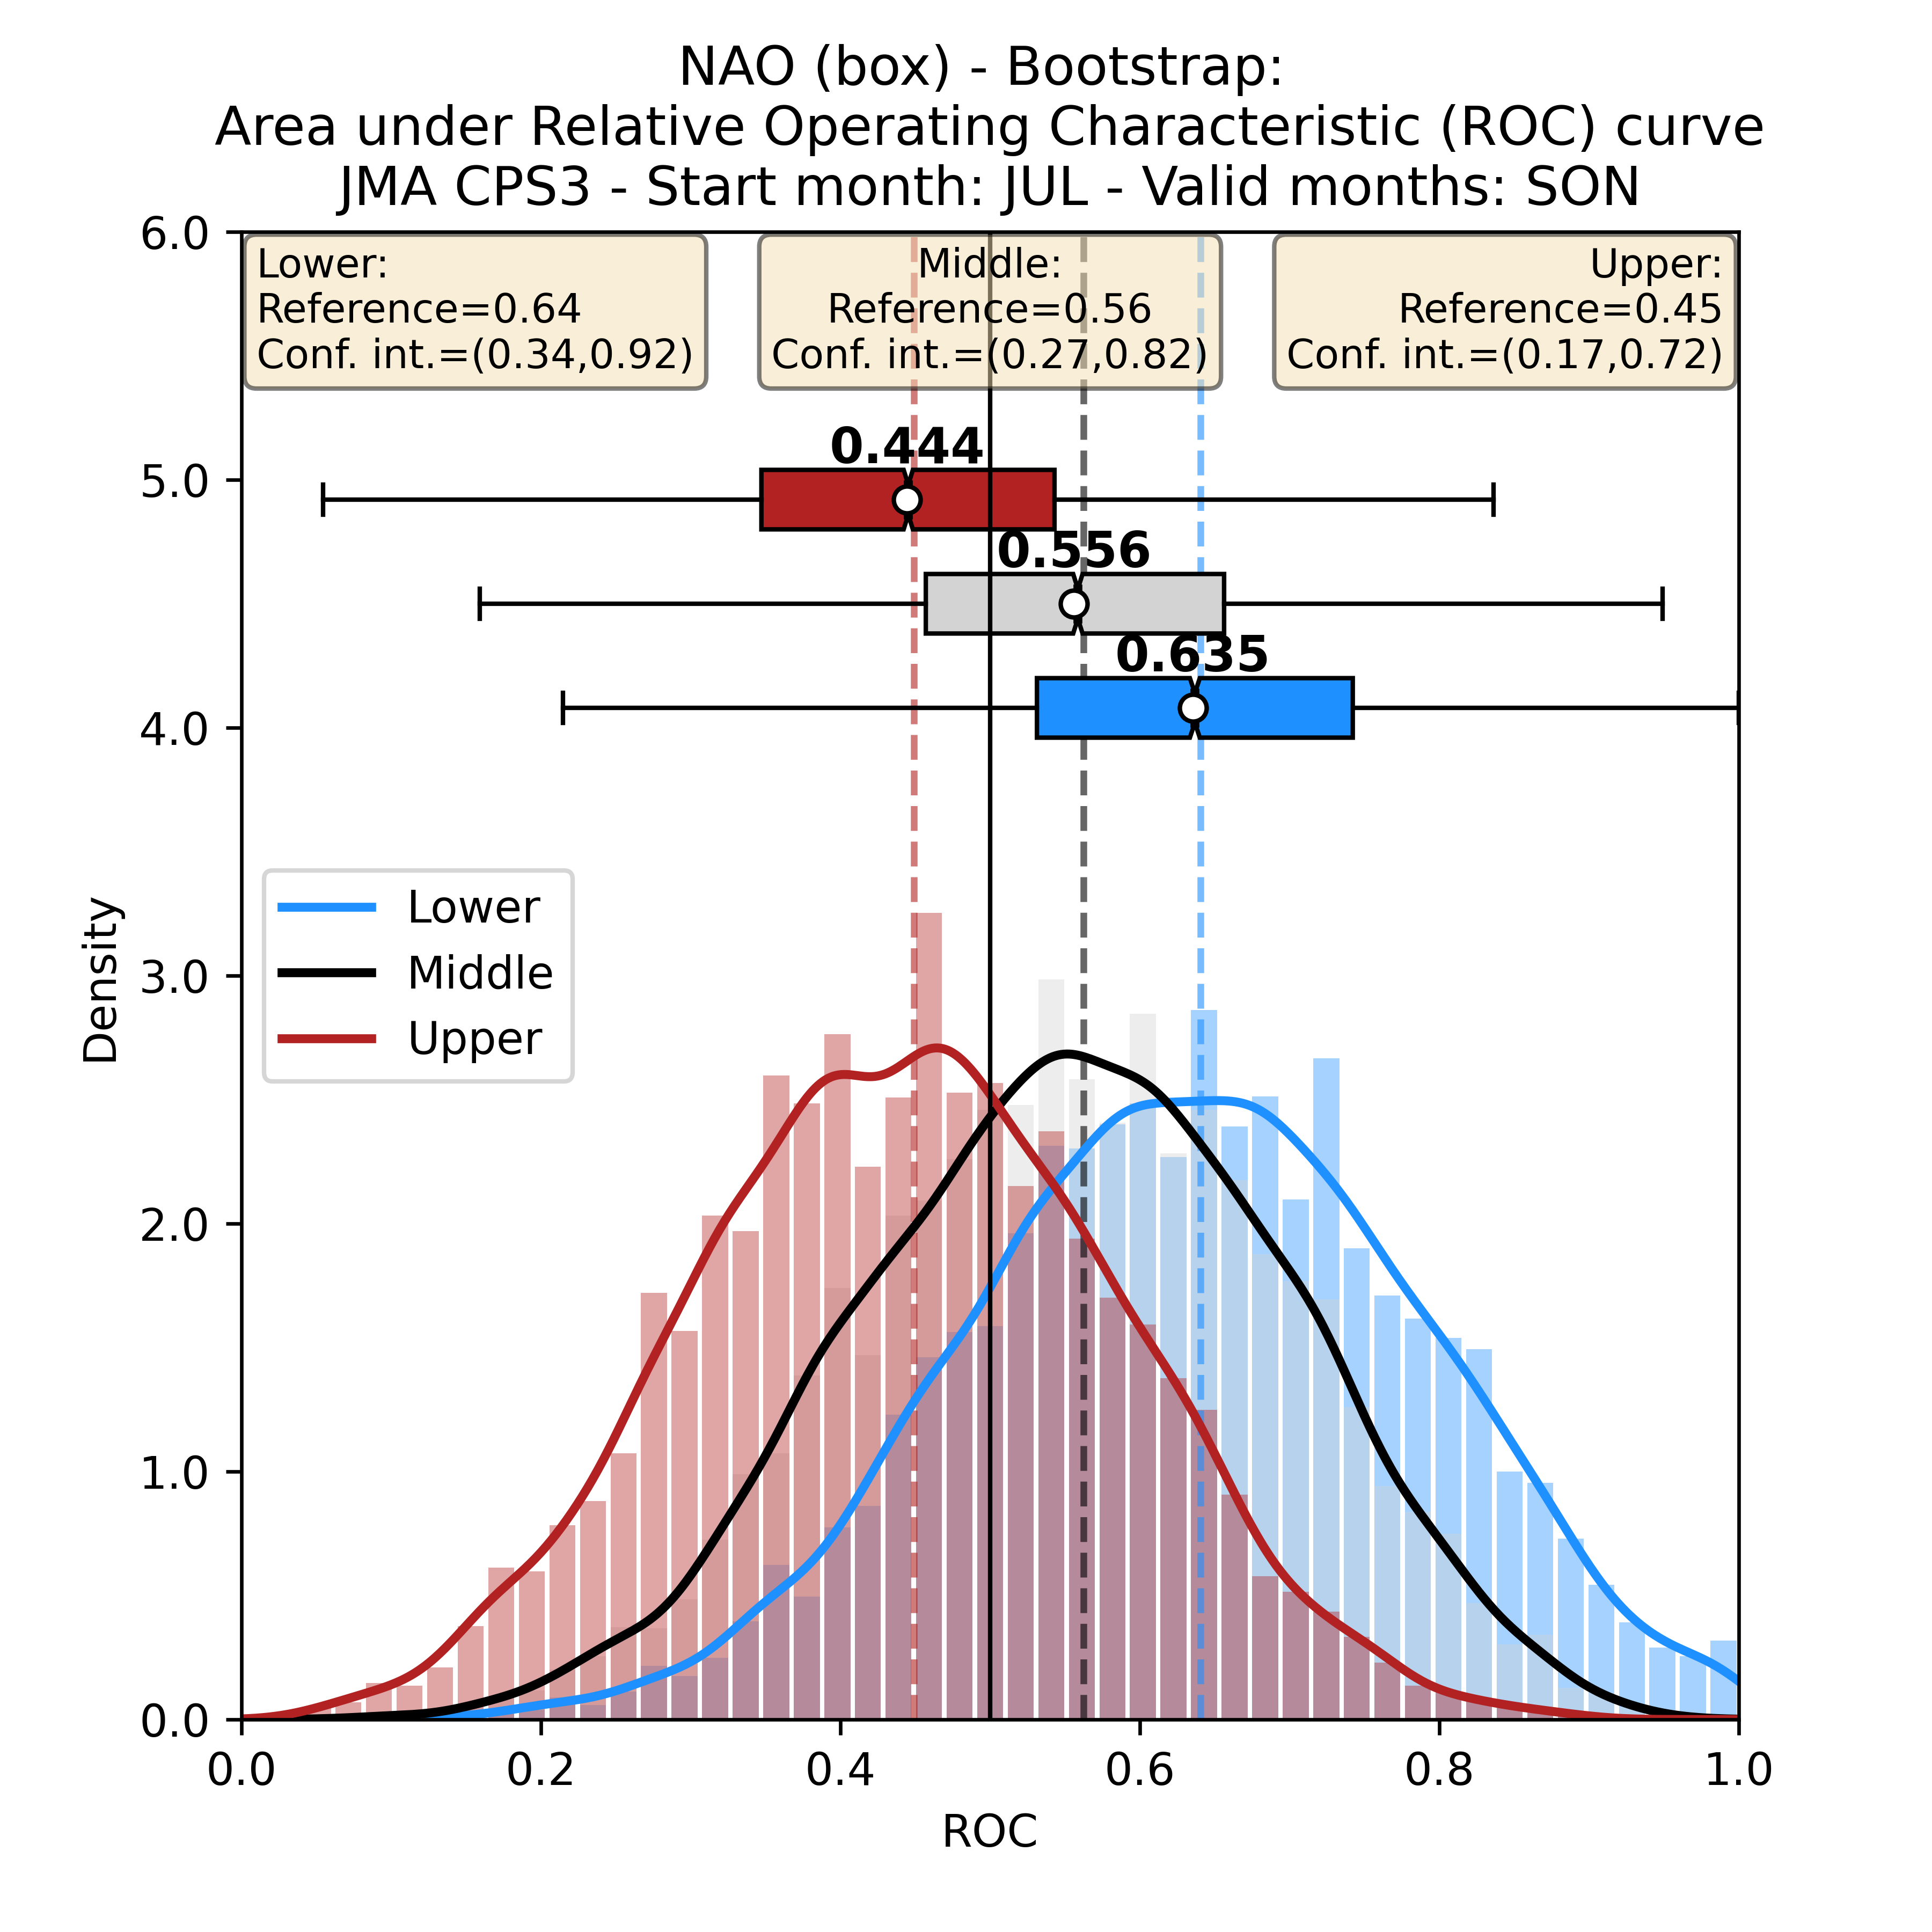 NAO (box) - Bootstrap:
Area under Relative Operating Characteristic (ROC) curve
JMA CPS3 - Start month: JUL - Valid months: SON
Lower:
Reference=0.64
Conf. int.=(0.34,0.92)
Middle:
Reference=0.56
Conf. int.=(0.27,0.82)
Upper:
Reference=0.45
Conf. int.=(0.17,0.72)
0.444
0.556
0.635
Lower
Middle
Upper
Density
6.0
5.0
4.0
3.0
2.0
1.0
0.0
0.0 0.2 0.4 0.6 0.8 1.0
ROC